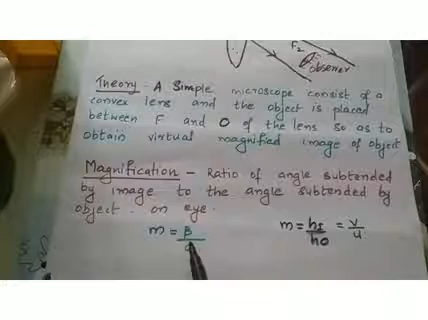 F2
observer
Theory - A Simple microscope consist of a
convex lens and the object is placed
between F and O of the lens so as to
obtain virtual magnified image of object
Magnification - Ratio of angle subtended
by image to the angle subtended by
object on eye.
m = β/α m = hI/ho = v/u